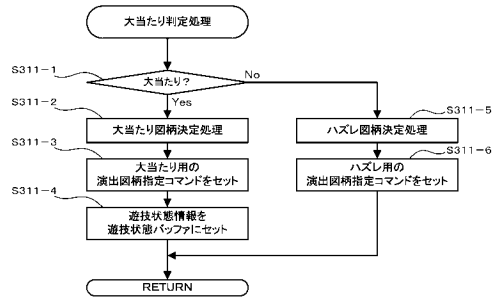 大当たり判定処理
S311-1
大当たり?
No
Yes
S311-2
大当たり図柄決定処理
S311-3
大当たり用の
演出図柄指定コマンドをセット
S311-4
遊技状態情報を
遊技状態バッファにセット
S311-5
ハズレ図柄決定処理
S311-6
ハズレ用の
演出図柄指定コマンドをセット
RETURN